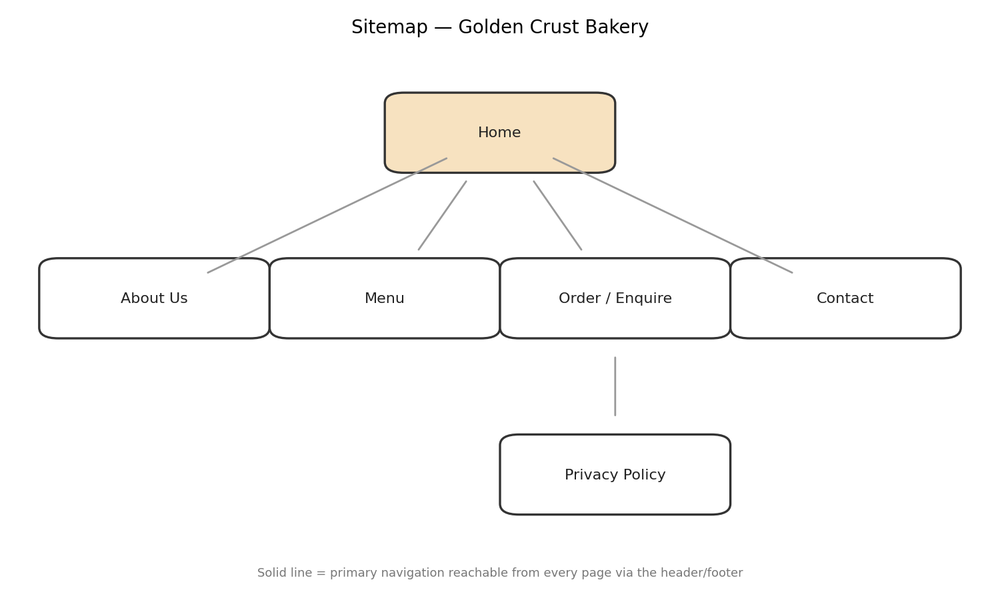 Sitemap — Golden Crust Bakery
Home
About Us
Menu
Order / Enquire
Contact
Privacy Policy
Solid line = primary navigation reachable from every page via the header/footer